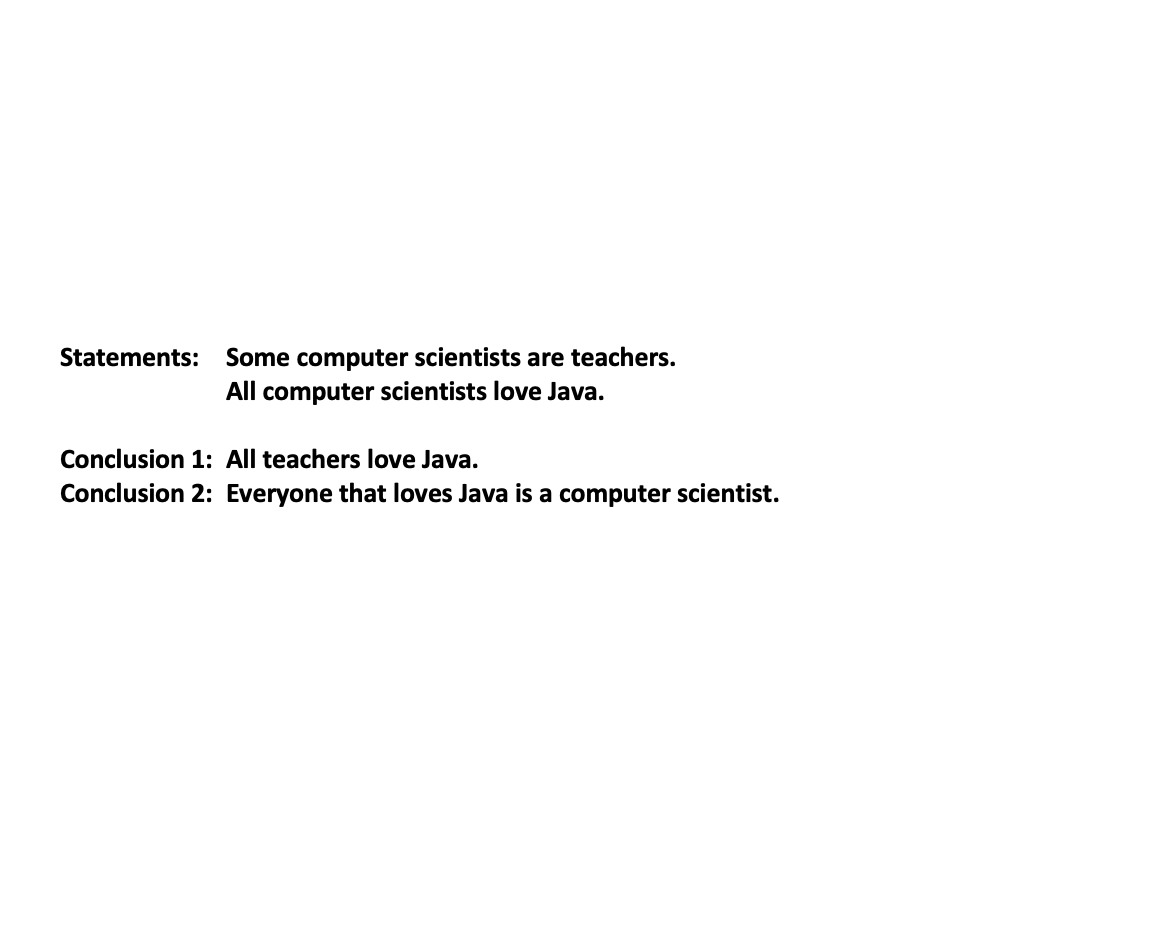 Statements: Some computer scientists are teachers.
All computer scientists love Java.
Conclusion 1: All teachers love Java.
Conclusion 2: Everyone that loves Java is a computer scientist.